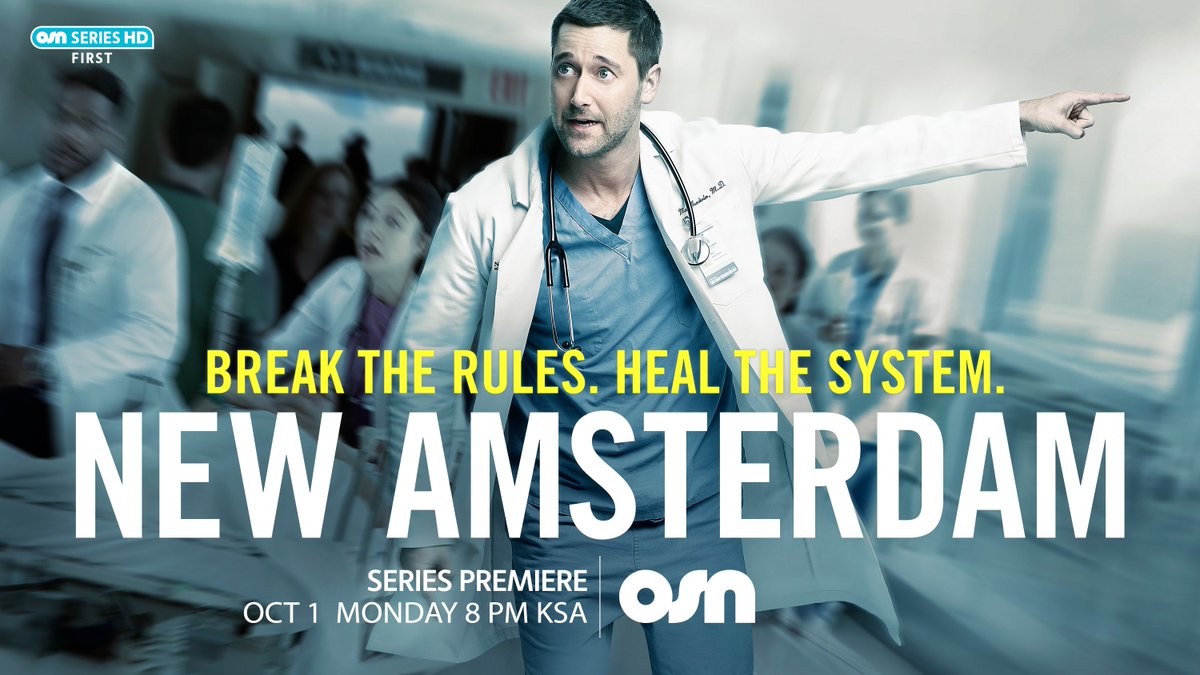 OSN SERIES HD
FIRST
EXIT
BREAK THE RULES. HEAL THE SYSTEM.
NEW AMSTERDAM
SERIES PREMIERE
OCT 1 MONDAY 8 PM KSA
osn